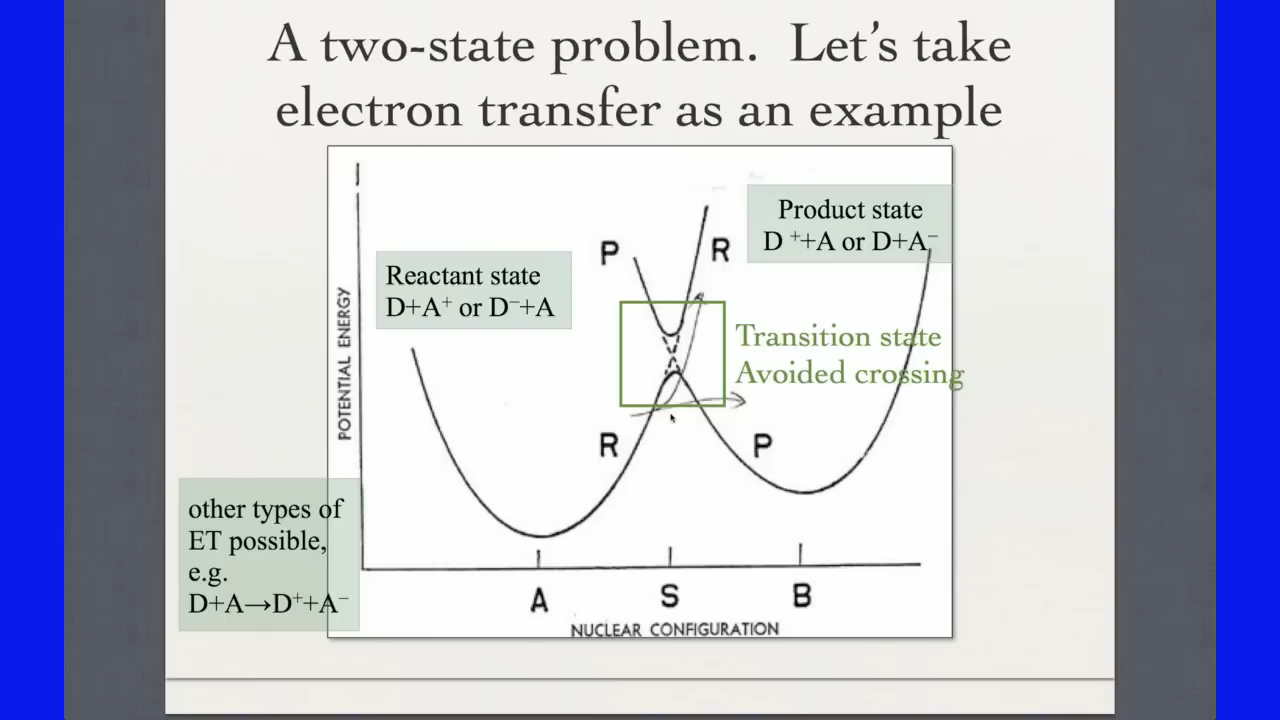 A two-state problem. Let's take
electron transfer as an example
Product state
D ⁺+A or D+A⁻
P
R
Reactant state
D+A⁺ or D⁻+A
Transition state
Avoided crossing
POTENTIAL ENERGY
R
P
other types of
ET possible,
e.g.
D+A→D⁺+A⁻
A
S
B
NUCLEAR CONFIGURATION